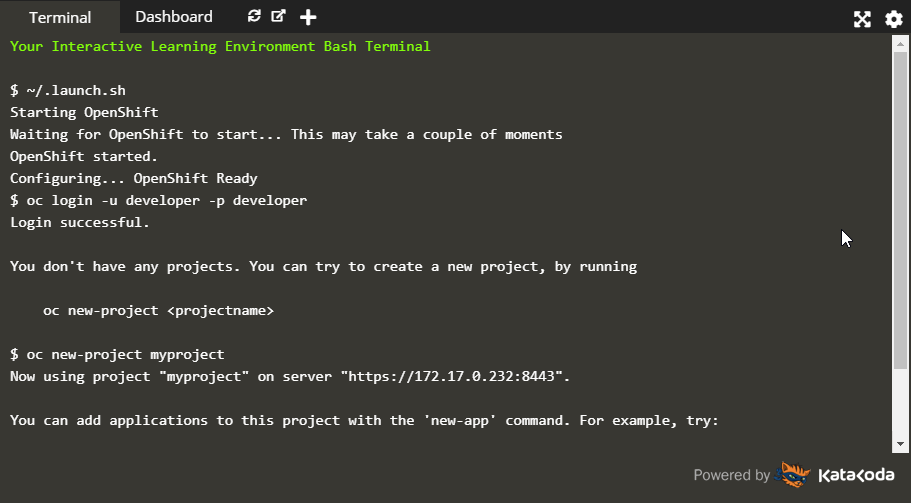 Terminal Dashboard
Your Interactive Learning Environment Bash Terminal
$ ~/.launch.sh
Starting OpenShift
Waiting for OpenShift to start... This may take a couple of moments
OpenShift started.
Configuring... OpenShift Ready
$ oc login -u developer -p developer
Login successful.
You don't have any projects. You can try to create a new project, by running
oc new-project <projectname>
$ oc new-project myproject
Now using project "myproject" on server "https://172.17.0.232:8443".
You can add applications to this project with the 'new-app' command. For example, try:
Powered by KataKoda